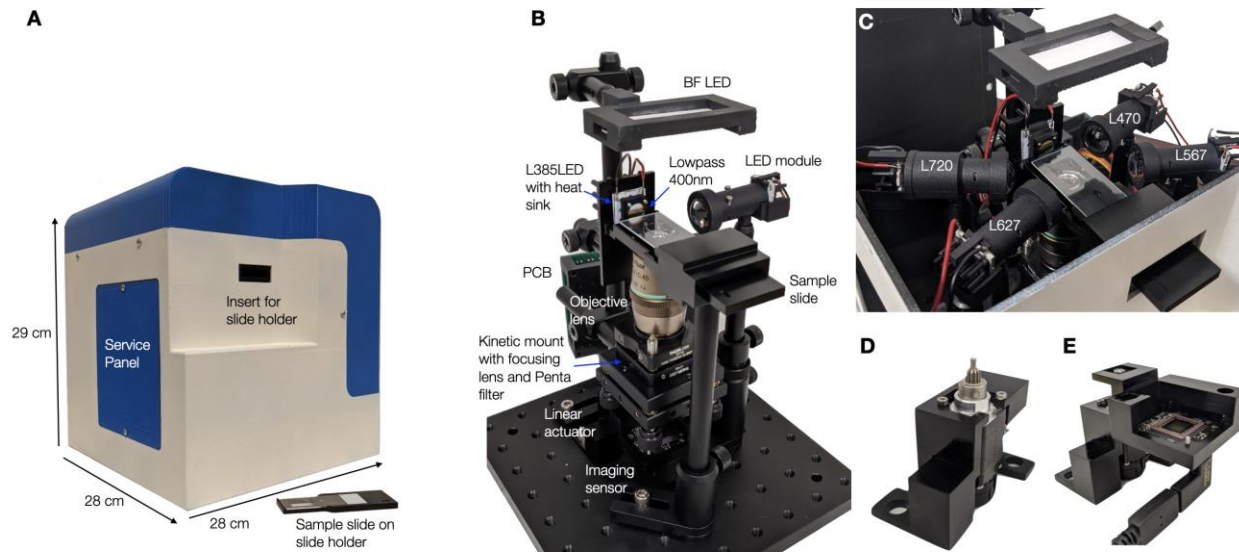 A
29 cm
Insert for
slide holder
Service
Panel
28 cm
28 cm
Sample slide on
slide holder
B
BF LED
L385LED
with heat
sink
Lowpass
400nm
LED module
PCB
Objective
lens
Sample
slide
Kinetic mount
with focusing
lens and Penta
filter
Linear
actuator
Imaging
sensor
C
L720
L470
L567
L627
D
E